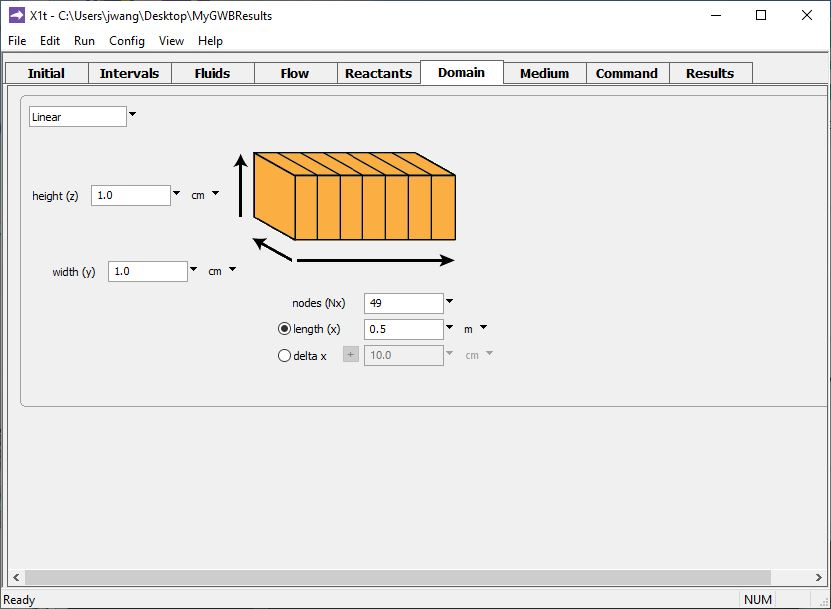 X1t - C:\Users\jwang\Desktop\MyGWBResults
File Edit Run Config View Help
Initial Intervals Fluids Flow Reactants Domain Medium Command Results
Linear
height (z) 1.0 cm
width (y) 1.0 cm
nodes (Nx) 49
length (x) 0.5 m
delta x + 10.0 cm
Ready NUM